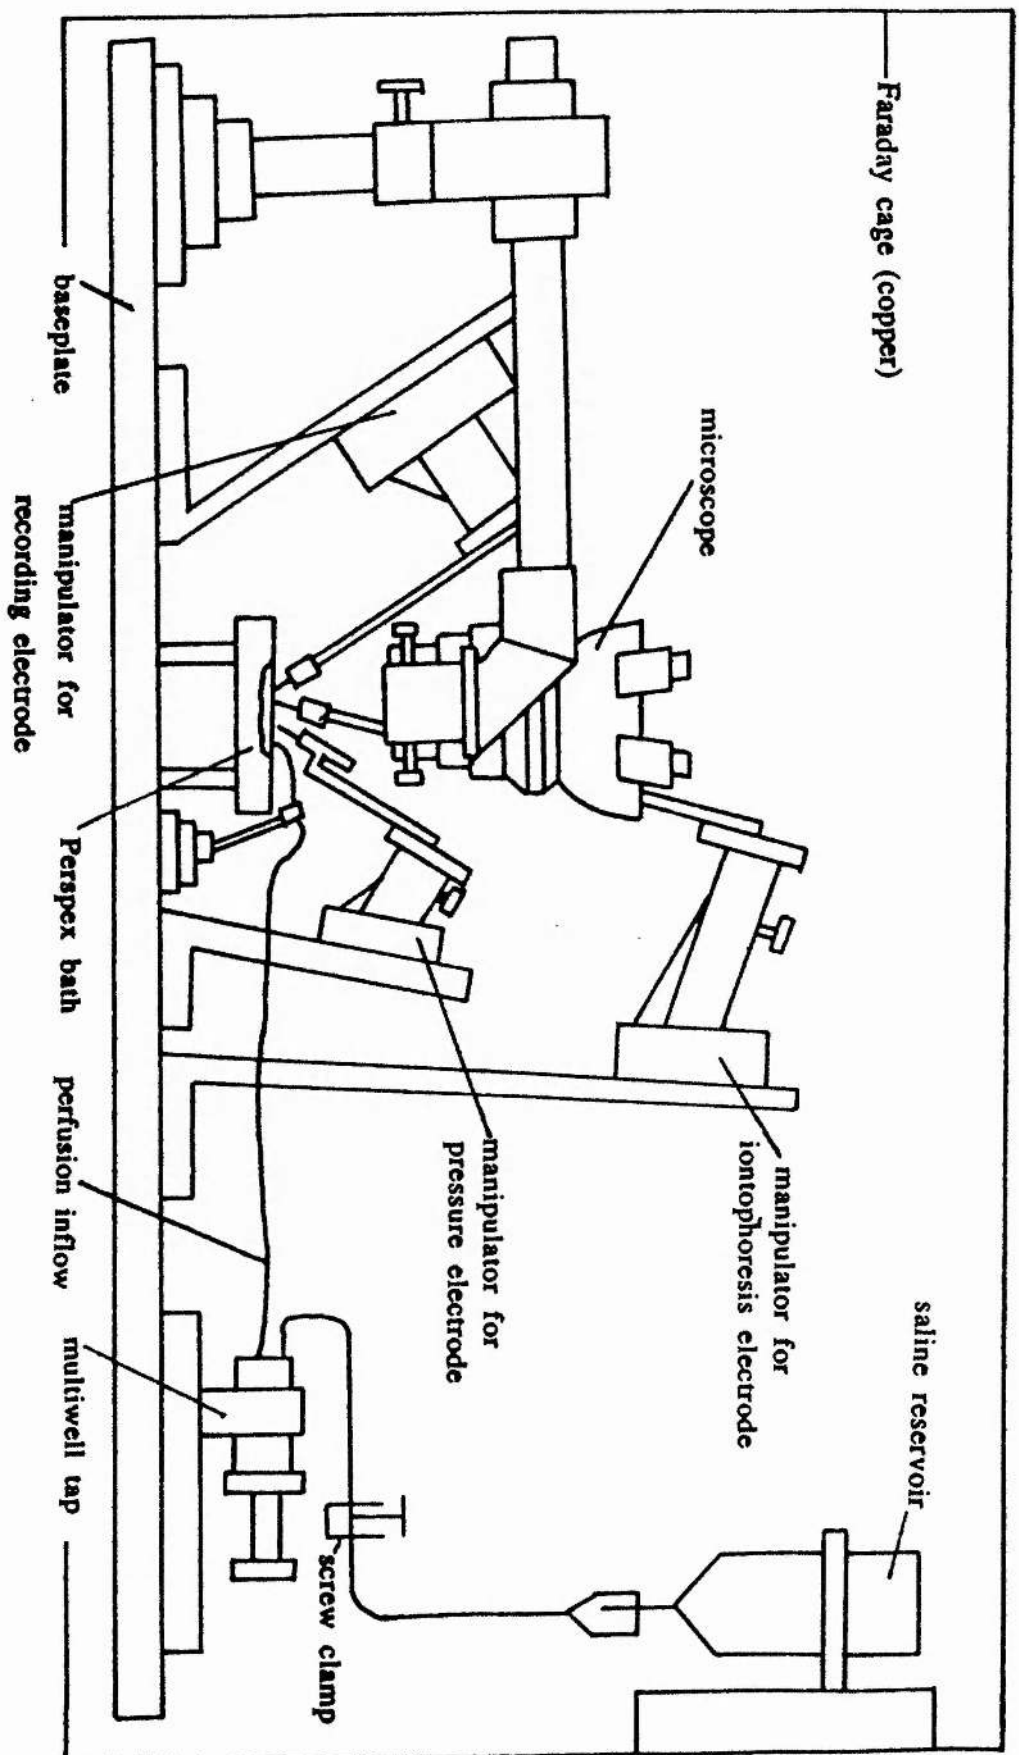 Faraday cage (copper)
microscope
saline reservoir
manipulator for
iontophoresis electrode
manipulator for
pressure electrode
screw clamp
baseplate
manipulator for
recording electrode
Perspex bath
perfusion inflow
multiwell tap